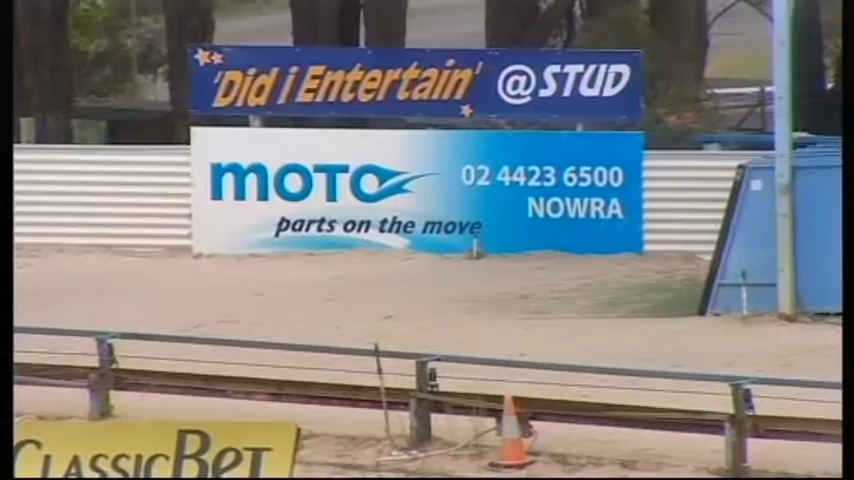 'Did i Entertain' @STUD
MOTO 02 4423 6500
NOWRA
parts on the move
CLASSICBET